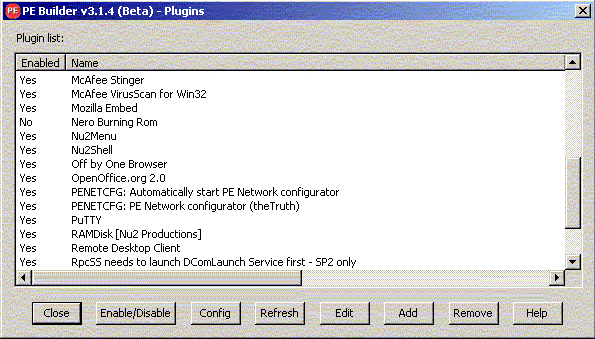 PE PE Builder v3.1.4 (Beta) - Plugins
Plugin list:
Enabled Name
Yes McAfee Stinger
Yes McAfee VirusScan for Win32
Yes Mozilla Embed
No Nero Burning Rom
Yes Nu2Menu
Yes Nu2Shell
Yes Off by One Browser
Yes OpenOffice.org 2.0
Yes PENETCFG: Automatically start PE Network configurator
Yes PENETCFG: PE Network configurator (theTruth)
Yes PuTTY
Yes RAMDisk [Nu2 Productions]
Yes Remote Desktop Client
Yes RpcSS needs to launch DComLaunch Service first - SP2 only
Close Enable/Disable Config Refresh Edit Add Remove Help